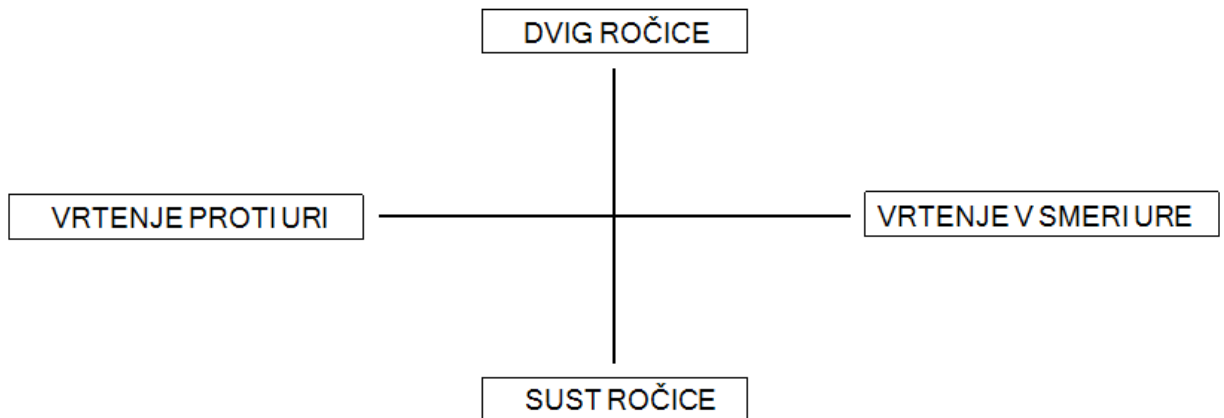 DVIG ROČICE
VRTENJE PROTI URI
VRTENJE V SMERI URE
SUST ROČICE